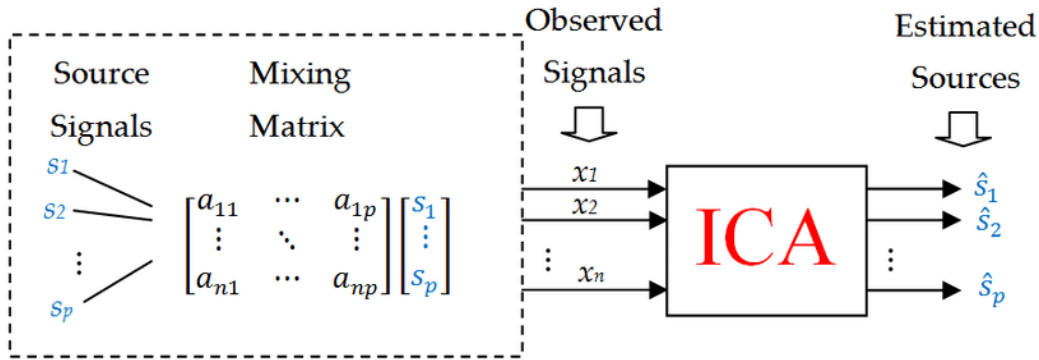 Source Mixing
Signals Matrix
s1
s2
⋮
sp
[a11 ⋯ a1p] [s1]
[⋮ ⋱ ⋮] [⋮]
[an1 ⋯ anp] [sp]
Observed
Signals
x1
x2
⋮
xn
ICA
Estimated
Sources
ŝ1
ŝ2
⋮
ŝp